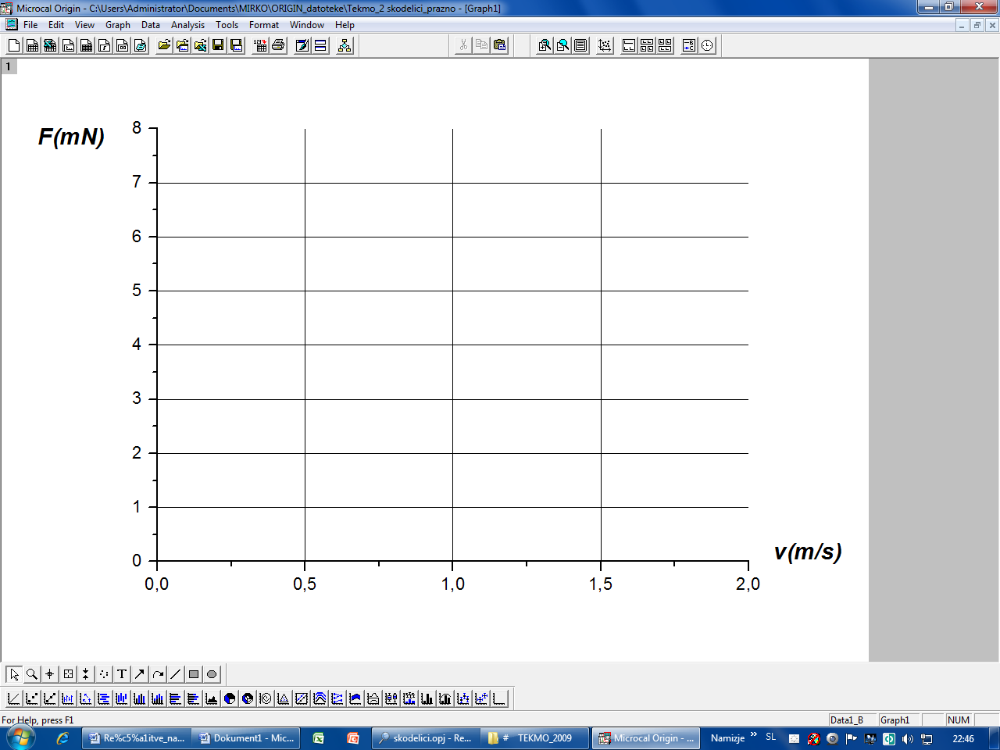 Microcal Origin - C:\Users\Administrator\Documents\MIRKO\ORIGIN_datoteke\Tekmo_2 skodelici_prazno - [Graph1]
File Edit View Graph Data Analysis Tools Format Window Help
1
F(mN)
8
7
6
5
4
3
2
1
0
v(m/s)
0,0 0,5 1,0 1,5 2,0
For Help, press F1 Data1_B Graph1 NUM
Re%c5%a1itve_na... Dokument1 - Mic... skodelici.opj - Re... # TEKMO_2009 Microcal Origin - ... Namizje » SL 22:46